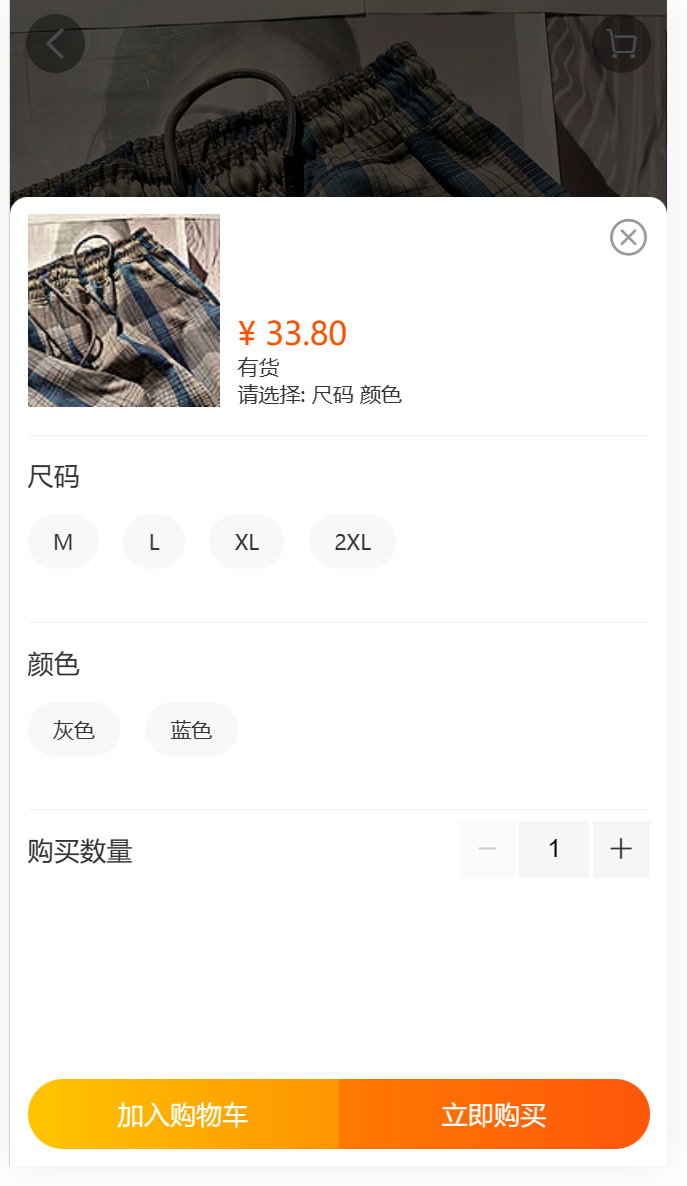 ¥ 33.80
有货
请选择: 尺码 颜色
尺码
M L XL 2XL
颜色
灰色 蓝色
购买数量 1
加入购物车 立即购买